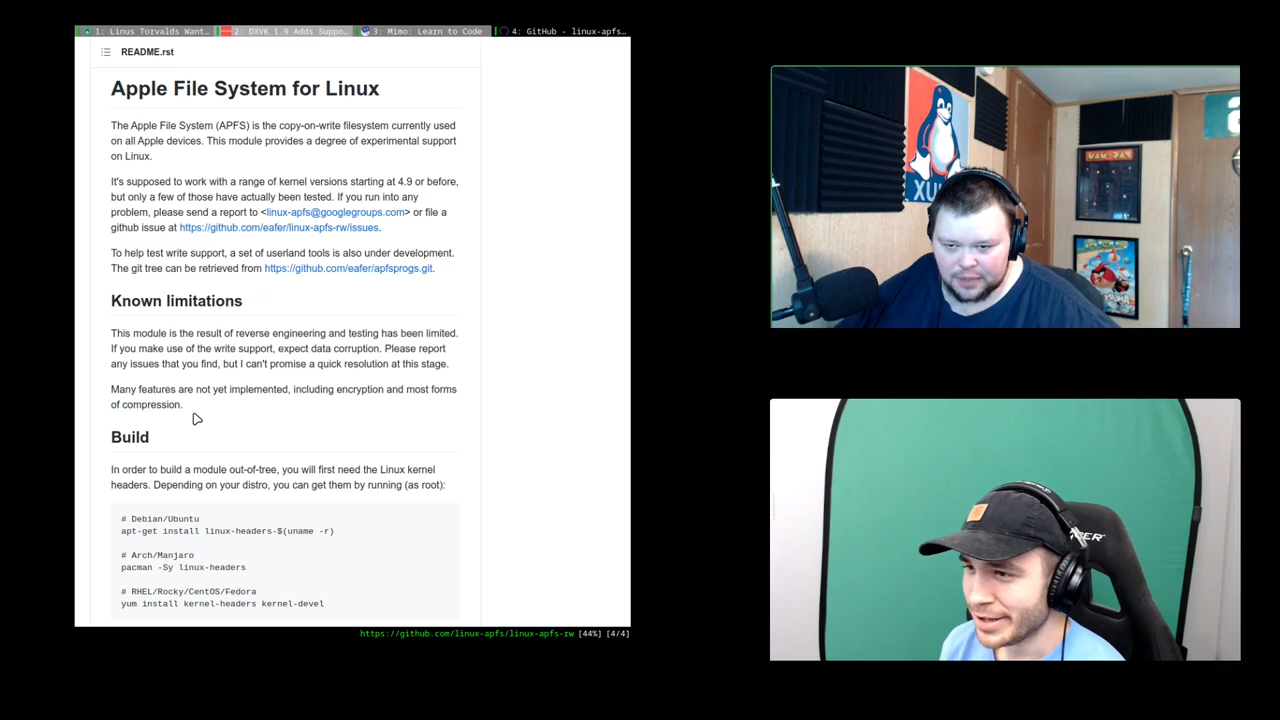 1: Linus Torvalds Want… 2: DXVK 1.9 Adds Suppo… 3: Mimo: Learn to Code 4: GitHub - linux-apfs…
README.rst
Apple File System for Linux
The Apple File System (APFS) is the copy-on-write filesystem currently used
on all Apple devices. This module provides a degree of experimental support
on Linux.
It's supposed to work with a range of kernel versions starting at 4.9 or before,
but only a few of those have actually been tested. If you run into any
problem, please send a report to <linux-apfs@googlegroups.com> or file a
github issue at https://github.com/eafer/linux-apfs-rw/issues.
To help test write support, a set of userland tools is also under development.
The git tree can be retrieved from https://github.com/eafer/apfsprogs.git.
Known limitations
This module is the result of reverse engineering and testing has been limited.
If you make use of the write support, expect data corruption. Please report
any issues that you find, but I can't promise a quick resolution at this stage.
Many features are not yet implemented, including encryption and most forms
of compression.
Build
In order to build a module out-of-tree, you will first need the Linux kernel
headers. Depending on your distro, you can get them by running (as root):
# Debian/Ubuntu
apt-get install linux-headers-$(uname -r)
# Arch/Manjaro
pacman -Sy linux-headers
# RHEL/Rocky/CentOS/Fedora
yum install kernel-headers kernel-devel
https://github.com/linux-apfs/linux-apfs-rw [44%] [4/4]
XU
PAC-MAN